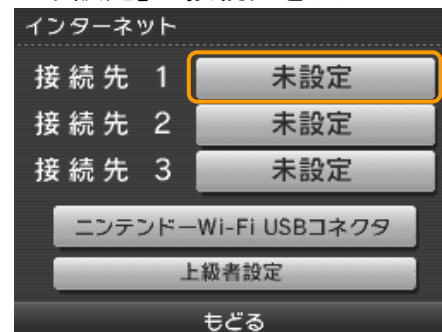 インターネット
接続先 1 未設定
接続先 2 未設定
接続先 3 未設定
ニンテンドーWi-Fi USBコネクタ
上級者設定
もどる